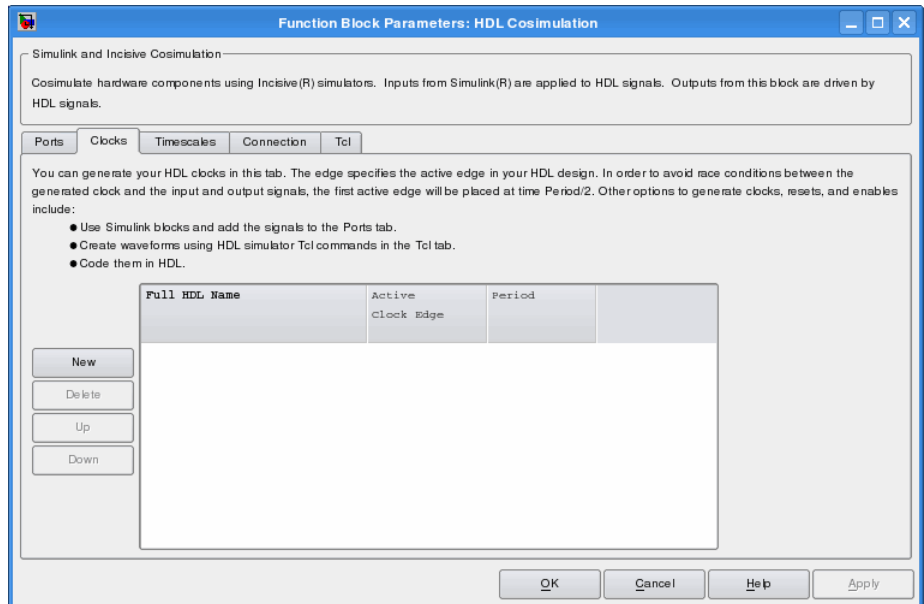 Function Block Parameters: HDL Cosimulation
Simulink and Incisive Cosimulation
Cosimulate hardware components using Incisive(R) simulators. Inputs from Simulink(R) are applied to HDL signals. Outputs from this block are driven by
HDL signals.
Ports Clocks Timescales Connection Tcl
You can generate your HDL clocks in this tab. The edge specifies the active edge in your HDL design. In order to avoid race conditions between the
generated clock and the input and output signals, the first active edge will be placed at time Period/2. Other options to generate clocks, resets, and enables
include:
● Use Simulink blocks and add the signals to the Ports tab.
● Create waveforms using HDL simulator Tcl commands in the Tcl tab.
● Code them in HDL.
Full HDL Name Active Period
Clock Edge
New
Delete
Up
Down
OK Cancel Help Apply